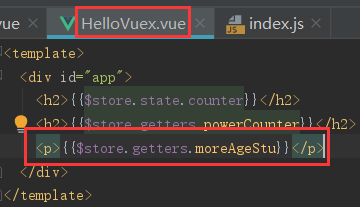 vue HelloVuex.vue index.js
<template>
<div id="app">
<h2>{{$store.state.counter}}</h2>
<h2>{{$store.getters.powerCounter}}</h2>
<p>{{$store.getters.moreAgeStu}}</p>
</div>
</template>